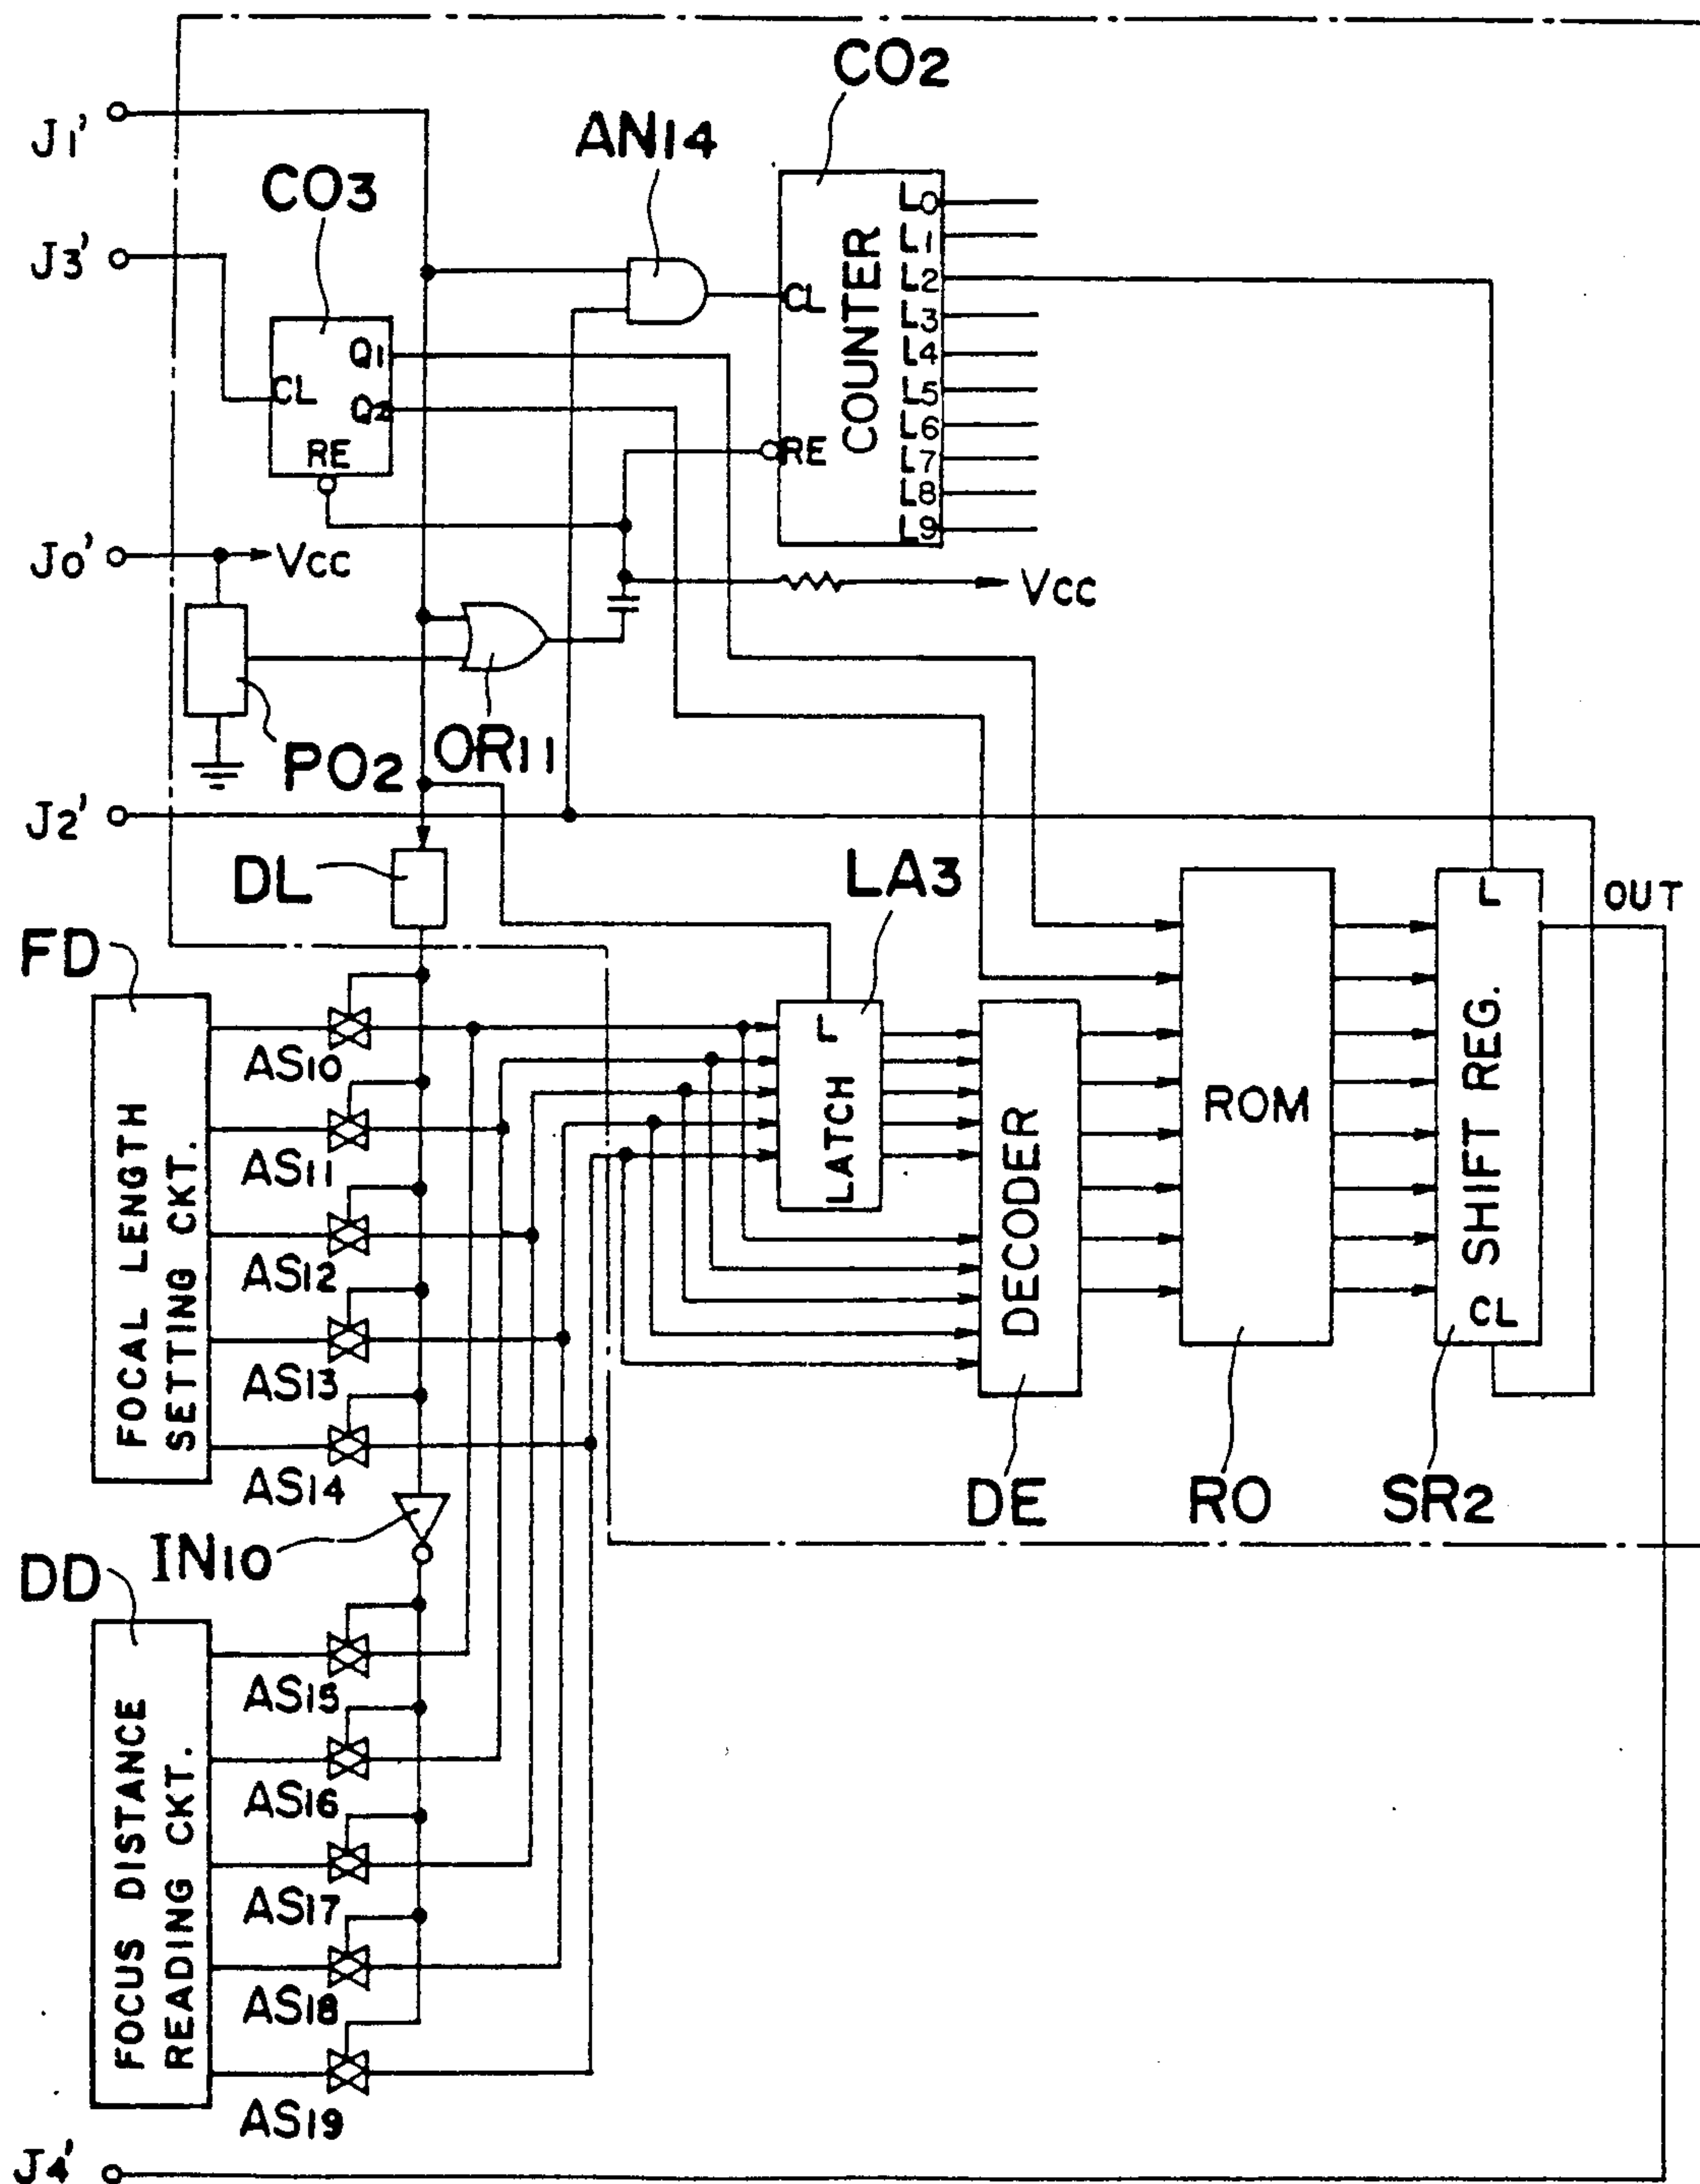 CO2
J1'
AN14
CO3
J3'
L0
L1
L2
L3
L4
L5
L6
L7
L8
L9
CL
RE
COUNTER
Q1
Q2
CL
RE
J0'
Vcc
Vcc
PO2
OR11
J2'
DL
LA3
OUT
FD
L
LATCH
DECODER
ROM
L
SHIFT REG.
CL
FOCAL LENGTH
SETTING CKT.
AS10
AS11
AS12
AS13
AS14
DE
RO
SR2
IN10
DD
FOCUS DISTANCE
READING CKT.
AS15
AS16
AS17
AS18
AS19
J4'